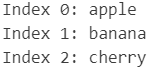 Index 0: apple
Index 1: banana
Index 2: cherry